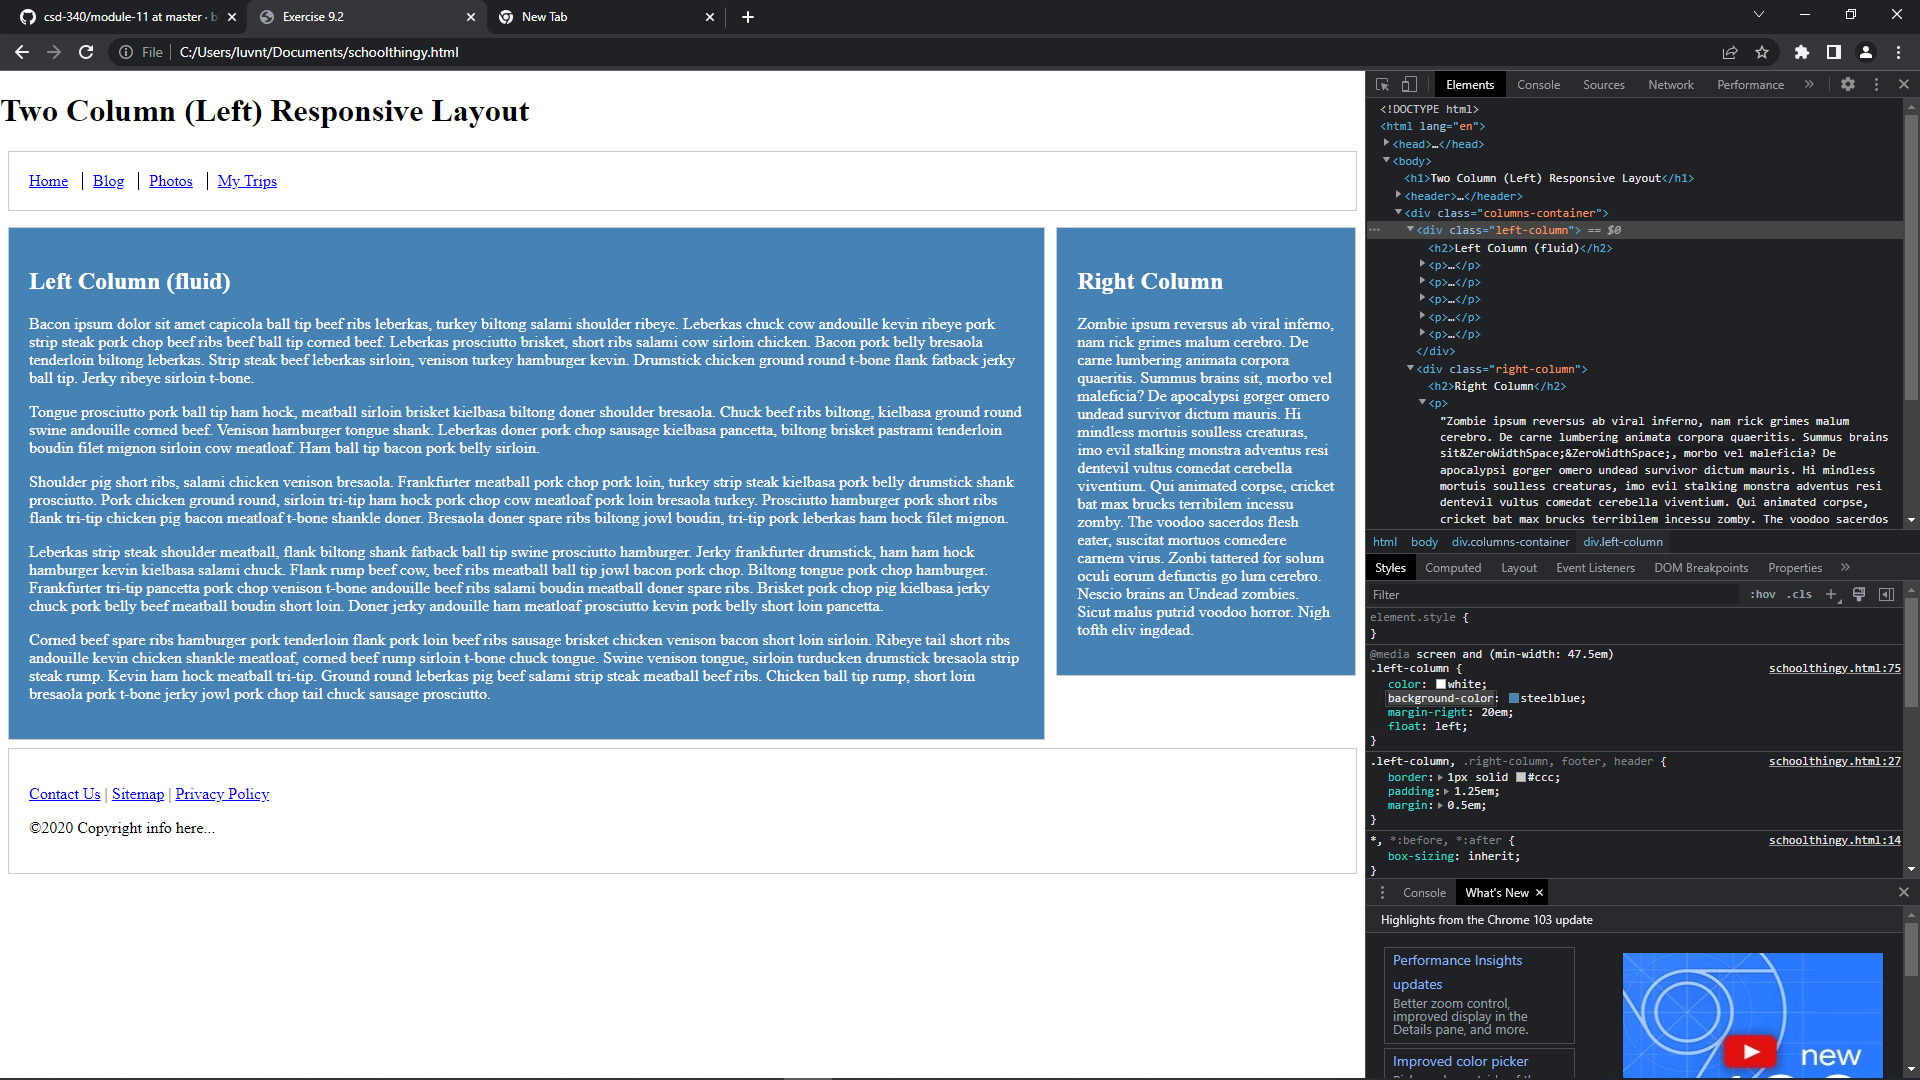 csd-340/module-11 at master · b
Exercise 9.2
New Tab
File
C:/Users/luvnt/Documents/schoolthingy.html
Two Column (Left) Responsive Layout
Home
Blog
Photos
My Trips
Left Column (fluid)
Bacon ipsum dolor sit amet capicola ball tip beef ribs leberkas, turkey biltong salami shoulder ribeye. Leberkas chuck cow andouille kevin ribeye pork
strip steak pork chop beef ribs beef ball tip corned beef. Leberkas prosciutto brisket, short ribs salami cow sirloin chicken. Bacon pork belly bresaola
tenderloin biltong leberkas. Strip steak beef leberkas sirloin, venison turkey hamburger kevin. Drumstick chicken ground round t-bone flank fatback jerky
ball tip. Jerky ribeye sirloin t-bone.
Tongue prosciutto pork ball tip ham hock, meatball sirloin brisket kielbasa biltong doner shoulder bresaola. Chuck beef ribs biltong, kielbasa ground round
swine andouille corned beef. Venison hamburger tongue shank. Leberkas doner pork chop sausage kielbasa pancetta, biltong brisket pastrami tenderloin
boudin filet mignon sirloin cow meatloaf. Ham ball tip bacon pork belly sirloin.
Shoulder pig short ribs, salami chicken venison bresaola. Frankfurter meatball pork chop pork loin, turkey strip steak kielbasa pork belly drumstick shank
prosciutto. Pork chicken ground round, sirloin tri-tip ham hock pork chop cow meatloaf pork loin bresaola turkey. Prosciutto hamburger pork short ribs
flank tri-tip chicken pig bacon meatloaf t-bone shankle doner. Bresaola doner spare ribs biltong jowl boudin, tri-tip pork leberkas ham hock filet mignon.
Leberkas strip steak shoulder meatball, flank biltong shank fatback ball tip swine prosciutto hamburger. Jerky frankfurter drumstick, ham ham hock
hamburger kevin kielbasa salami chuck. Flank rump beef cow, beef ribs meatball ball tip jowl bacon pork chop. Biltong tongue pork chop hamburger.
Frankfurter tri-tip pancetta pork chop venison t-bone andouille beef ribs salami boudin meatball doner spare ribs. Brisket pork chop pig kielbasa jerky
chuck pork belly beef meatball boudin short loin. Doner jerky andouille ham meatloaf prosciutto kevin pork belly short loin pancetta.
Corned beef spare ribs hamburger pork tenderloin flank pork loin beef ribs sausage brisket chicken venison bacon short loin sirloin. Ribeye tail short ribs
andouille kevin chicken shankle meatloaf, corned beef rump sirloin t-bone chuck tongue. Swine venison tongue, sirloin turducken drumstick bresaola strip
steak rump. Kevin ham hock meatball tri-tip. Ground round leberkas pig beef salami strip steak meatball beef ribs. Chicken ball tip rump, short loin
bresaola pork t-bone jerky jowl pork chop tail chuck sausage prosciutto.
Right Column
Zombie ipsum reversus ab viral inferno,
nam rick grimes malum cerebro. De
carne lumbering animata corpora
quaeritis. Summus brains sit, morbo vel
maleficia? De apocalypsi gorger omero
undead survivor dictum mauris. Hi
mindless mortuis soulless creaturas,
imo evil stalking monstra adventus resi
dentevil vultus comedat cerebella
viventium. Qui animated corpse, cricket
bat max brucks terribilem incessu
zomby. The voodoo sacerdos flesh
eater, suscitat mortuos comedere
carnem virus. Zonbi tattered for solum
oculi eorum defunctis go lum cerebro.
Nescio brains an Undead zombies.
Sicut malus putrid voodoo horror. Nigh
tofth eliv ingdead.
Contact Us | Sitemap | Privacy Policy
©2020 Copyright info here...
Elements Console Sources Network Performance »
<!DOCTYPE html>
<html lang="en">
<head>…</head>
<body>
<h1>Two Column (Left) Responsive Layout</h1>
<header>…</header>
<div class="columns-container">
<div class="left-column"> == $0
<h2>Left Column (fluid)</h2>
<p>…</p>
<p>…</p>
<p>…</p>
<p>…</p>
<p>…</p>
</div>
<div class="right-column">
<h2>Right Column</h2>
<p>
"Zombie ipsum reversus ab viral inferno, nam rick grimes malum
cerebro. De carne lumbering animata corpora quaeritis. Summus brains
sit&ZeroWidthSpace;&ZeroWidthSpace;, morbo vel maleficia? De
apocalypsi gorger omero undead survivor dictum mauris. Hi mindless
mortuis soulless creaturas, imo evil stalking monstra adventus resi
dentevil vultus comedat cerebella viventium. Qui animated corpse,
cricket bat max brucks terribilem incessu zomby. The voodoo sacerdos
html body div.columns-container div.left-column
Styles Computed Layout Event Listeners DOM Breakpoints Properties »
Filter
:hov .cls +
element.style {
}
@media screen and (min-width: 47.5em)
.left-column {
schoolthingy.html:75
color: white;
background-color: steelblue;
margin-right: 20em;
float: left;
}
.left-column, .right-column, footer, header {
schoolthingy.html:27
border: 1px solid #ccc;
padding: 1.25em;
margin: 0.5em;
}
*, *:before, *:after {
schoolthingy.html:14
box-sizing: inherit;
}
Console What's New
Highlights from the Chrome 103 update
Performance Insights
updates
Better zoom control,
improved display in the
Details pane, and more.
Improved color picker
new